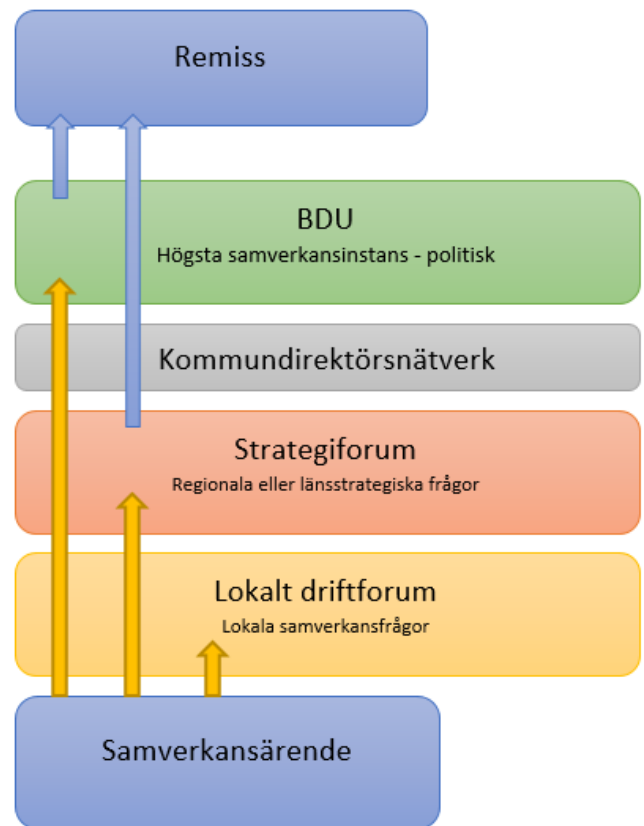 Remiss
BDU
Högsta samverkansinstans - politisk
Kommundirektörsnätverk
Strategiforum
Regionala eller länsstrategiska frågor
Lokalt driftforum
Lokala samverkansfrågor
Samverkansärende